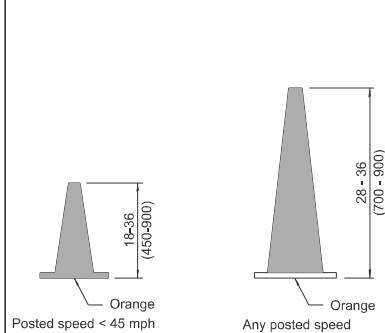 18-36
(450-900)
Orange
Posted speed < 45 mph
28 - 36
(700 - 900)
Orange
Any posted speed